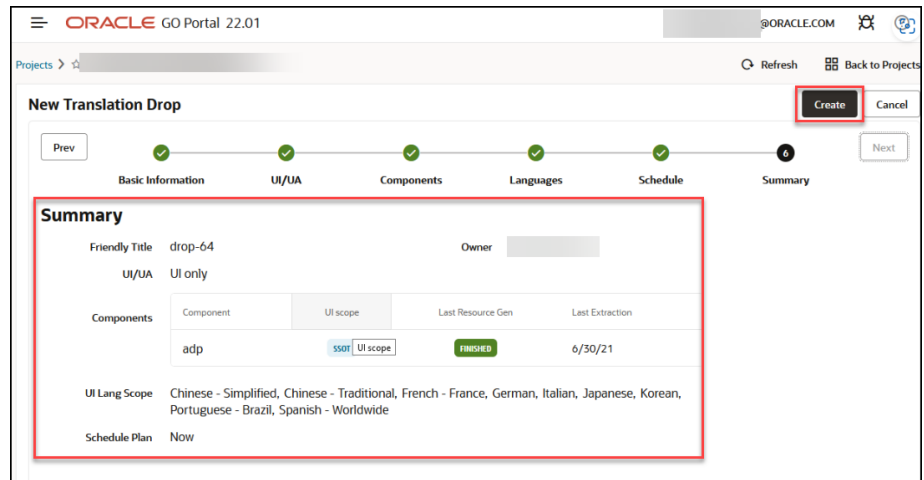 ORACLE GO Portal 22.01
@ORACLE.COM
Projects
Refresh
Back to Projects
New Translation Drop
Create
Cancel
Prev
6
Next
Basic Information
UI/UA
Components
Languages
Schedule
Summary
Summary
Friendly Title drop-64
Owner
UI/UA UI only
Components
Component UI scope Last Resource Gen Last Extraction
adp SSOT UI scope FINISHED 6/30/21
UI Lang Scope Chinese - Simplified, Chinese - Traditional, French - France, German, Italian, Japanese, Korean,
Portuguese - Brazil, Spanish - Worldwide
Schedule Plan Now